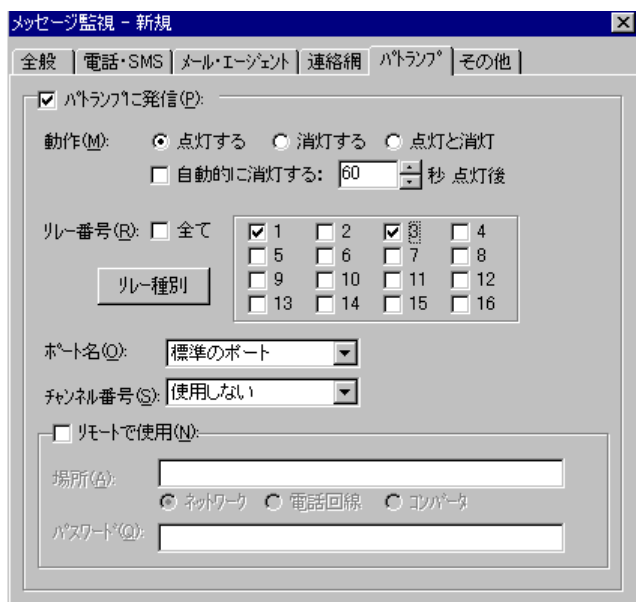 メッセージ監視 - 新規
全般 電話・SMS メール・エージェント 連絡網 パトランプ その他
パトランプに発信(P):
動作(M): 点灯する 消灯する 点灯と消灯
自動的に消灯する: 60 秒 点灯後
リレー番号(R): 全て 1 2 3 4
5 6 7 8
リレー種別 9 10 11 12
13 14 15 16
ポート名(O): 標準のポート
チャンネル番号(S): 使用しない
リモートで使用(N):
場所(A):
ネットワーク 電話回線 コンバータ
パスワード(Q):